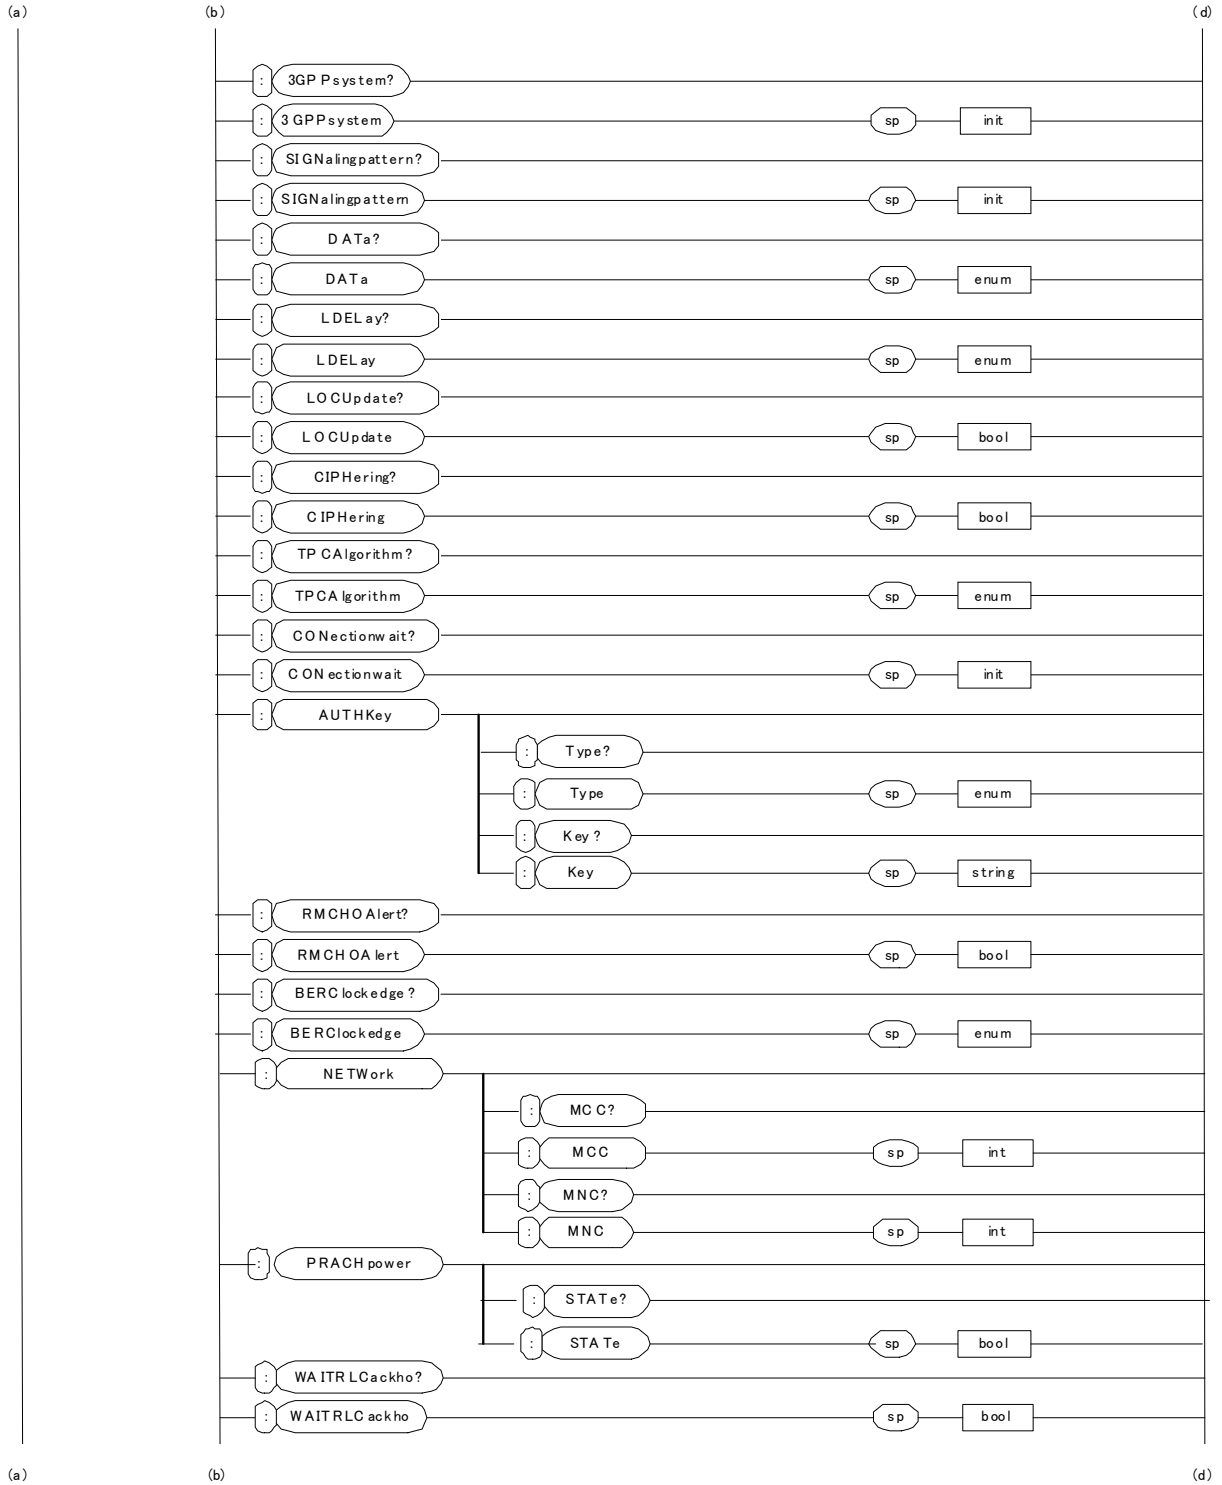 (a) (b) (d)
: 3GPPsystem?
: 3GPPsystem sp init
: SIGNalingpattern?
: SIGNalingpattern sp init
: DATa?
: DATa sp enum
: LDELay?
: LDELay sp enum
: LOCUpdate?
: LOCUpdate sp bool
: CIPHering?
: CIPHering sp bool
: TPCAlgorithm?
: TPCAlgorithm sp enum
: CONectionwait?
: CONectionwait sp init
: AUTHKey
: Type?
: Type sp enum
: Key?
: Key sp string
: RMCHOAlert?
: RMCHOAlert sp bool
: BERClockedge?
: BERClockedge sp enum
: NETWork
: MCC?
: MCC sp int
: MNC?
: MNC sp int
: PRACHpower
: STATe?
: STATe sp bool
: WAITRLCackho?
: WAITRLCackho sp bool
(a) (b) (d)